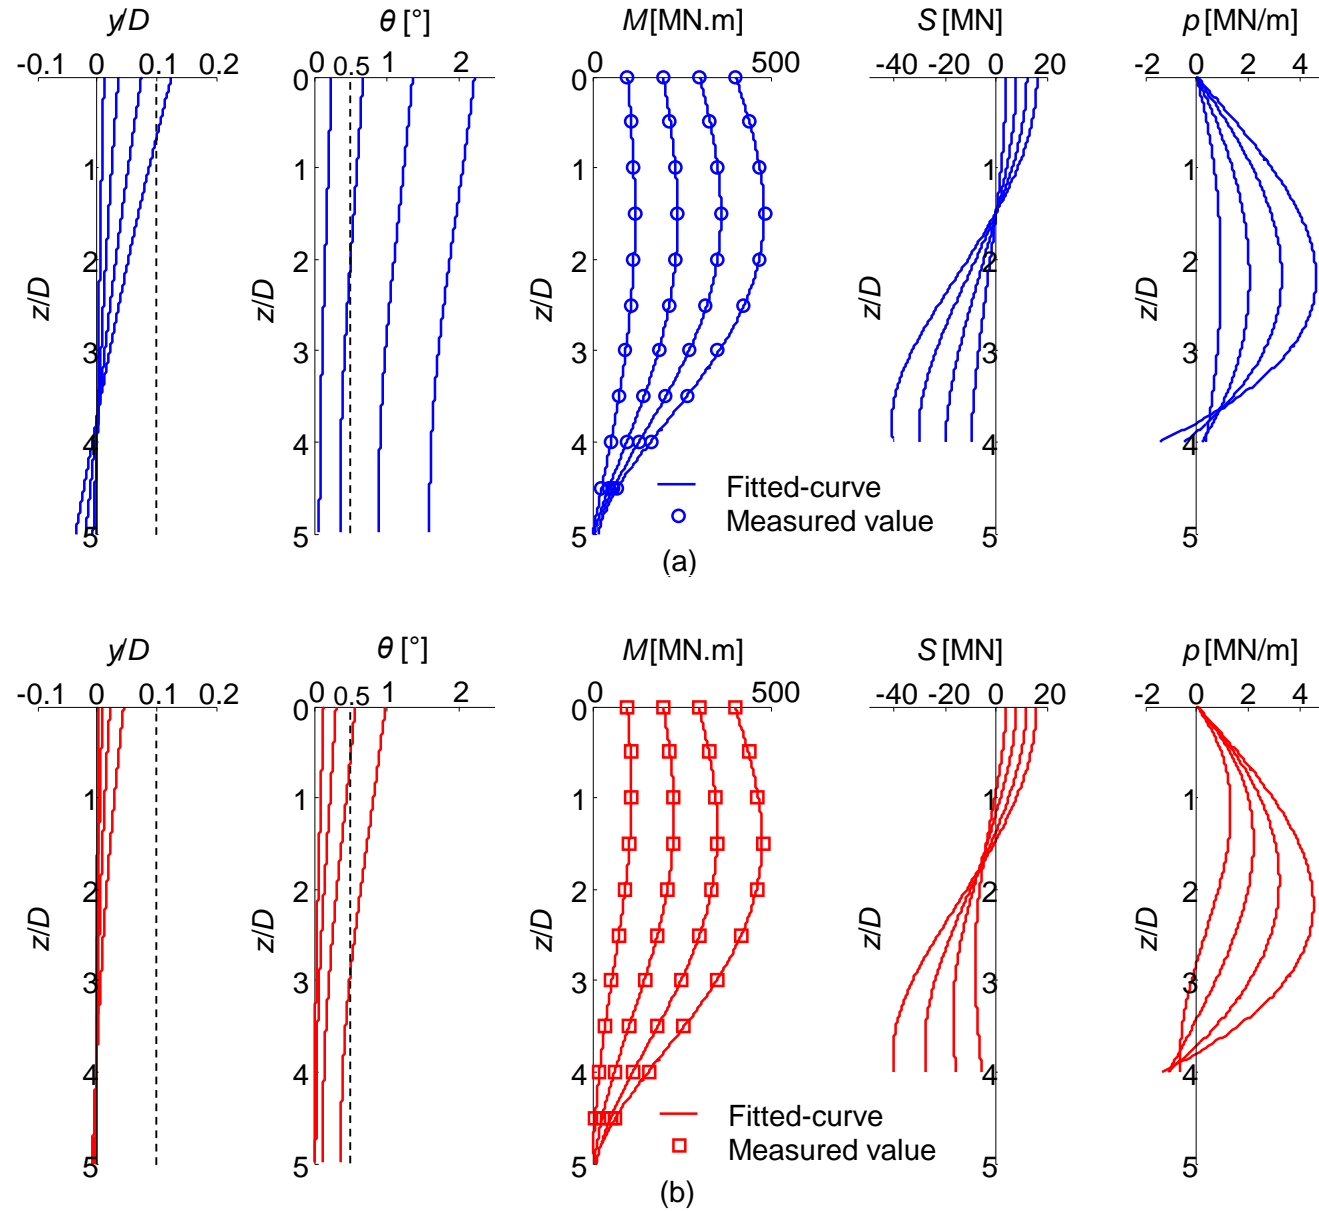 y/D θ [°] M[MN.m] S [MN] p [MN/m]
-0.1 0 0.1 0.2 0 0.5 1 2 0 500 -40 -20 0 20 -2 0 2 4
0 0 0
1 1 1 1 1
2 2 2 2 2
z/D z/D z/D z/D z/D
3 3 3 3 3
4 4 4 4 4
Fitted-curve
Measured value
5 5 5 5 5
(a)
y/D θ [°] M[MN.m] S [MN] p [MN/m]
-0.1 0 0.1 0.2 0 0.5 1 2 0 500 -40 -20 0 20 -2 0 2 4
0 0 0
1 1 1 1 1
2 2 2 2 2
z/D z/D z/D z/D z/D
3 3 3 3 3
4 4 4 4 4
Fitted-curve
Measured value
5 5 5 5 5
(b)